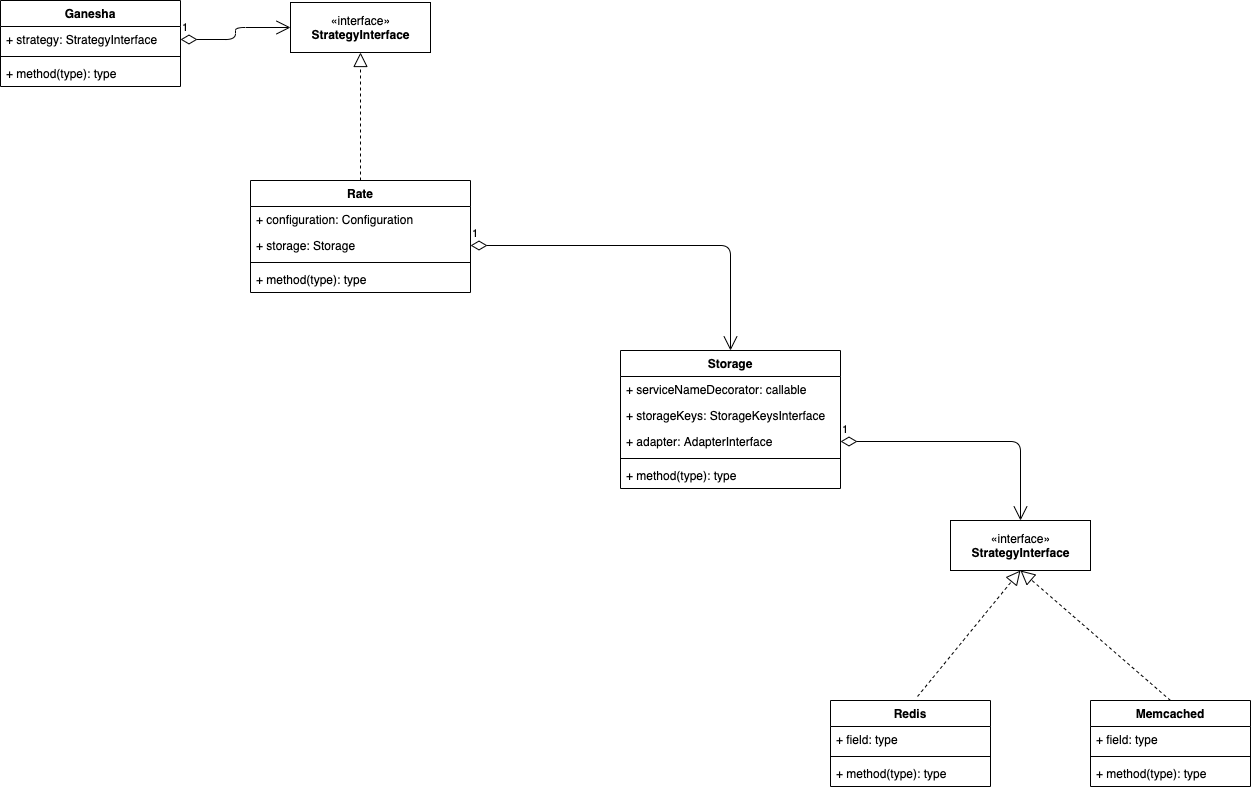 Ganesha
+ strategy: StrategyInterface
+ method(type): type
1
«interface»
StrategyInterface
Rate
+ configuration: Configuration
+ storage: Storage
+ method(type): type
1
Storage
+ serviceNameDecorator: callable
+ storageKeys: StorageKeysInterface
+ adapter: AdapterInterface
+ method(type): type
1
«interface»
StrategyInterface
Redis
+ field: type
+ method(type): type
Memcached
+ field: type
+ method(type): type